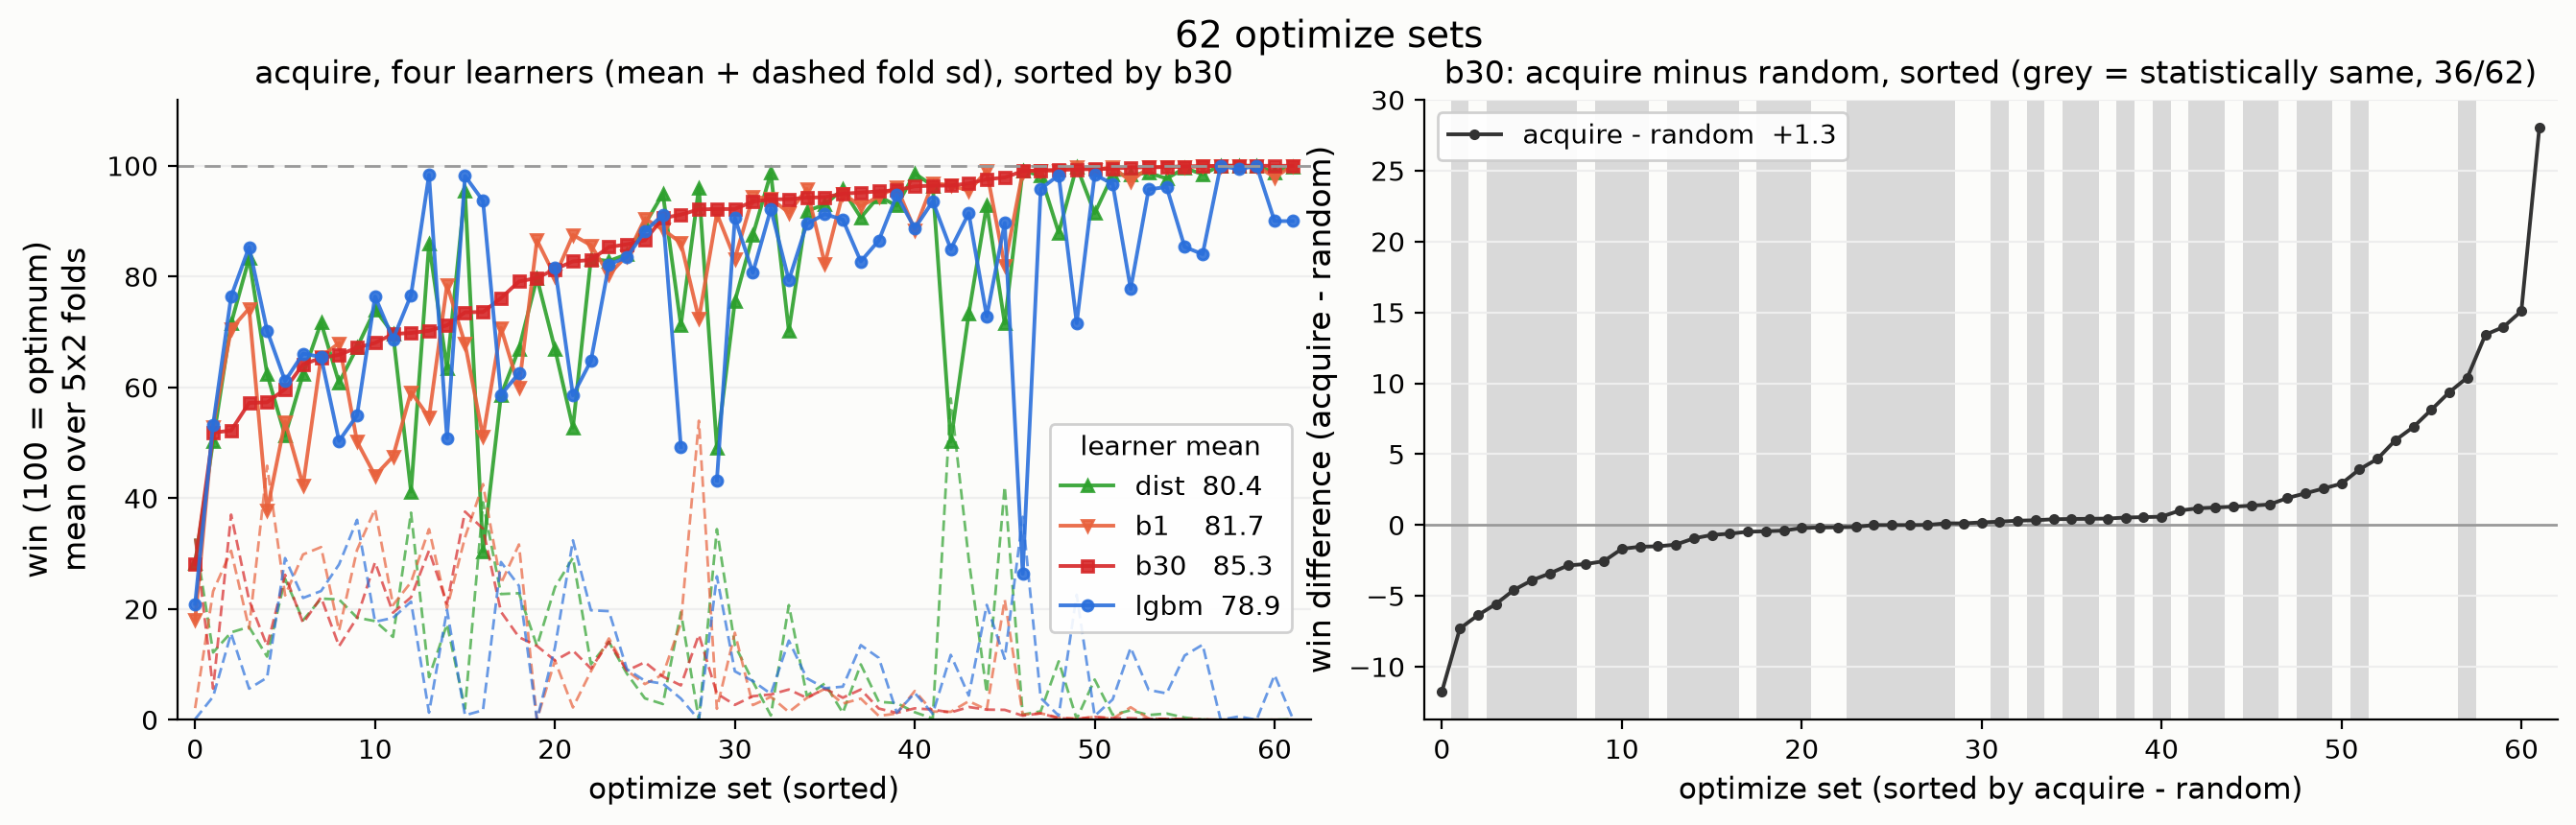 62 optimize sets
acquire, four learners (mean + dashed fold sd), sorted by b30
win (100 = optimum)
mean over 5x2 folds
100
80
60
40
20
0
0 10 20 30 40 50 60
optimize set (sorted)
learner mean
dist 80.4
b1 81.7
b30 85.3
lgbm 78.9
b30: acquire minus random, sorted (grey = statistically same, 36/62)
win difference (acquire - random)
30
25
20
15
10
5
0
−5
−10
acquire - random +1.3
0 10 20 30 40 50 60
optimize set (sorted by acquire - random)